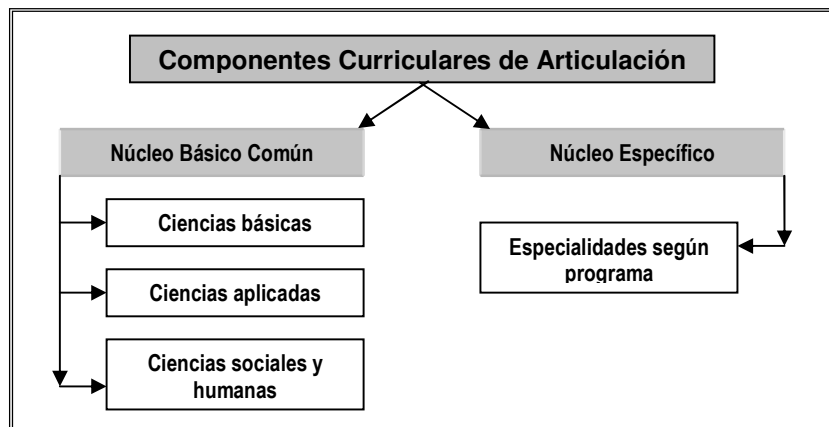 Componentes Curriculares de Articulación
Núcleo Básico Común
Núcleo Específico
Ciencias básicas
Ciencias aplicadas
Ciencias sociales y
humanas
Especialidades según
programa